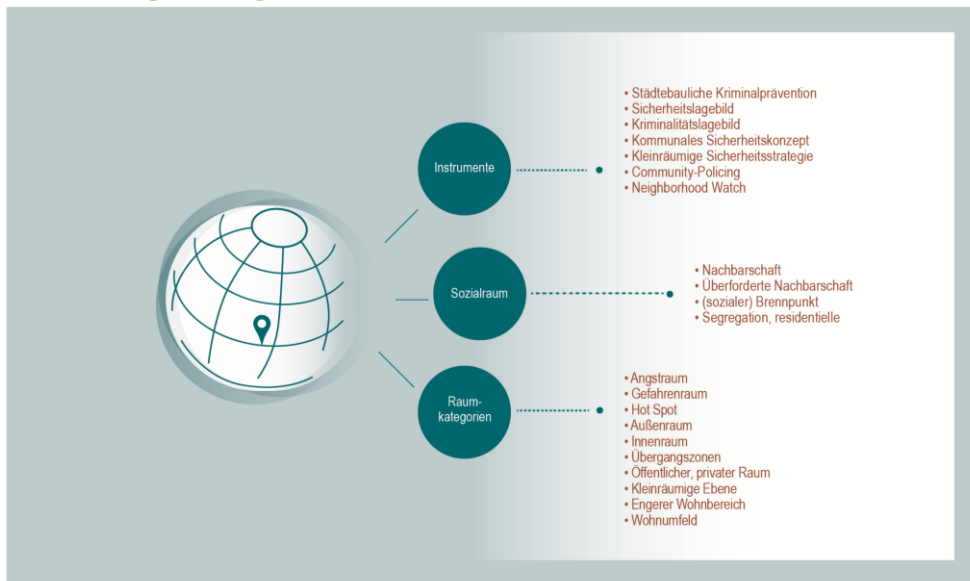 Instrumente
• Städtebauliche Kriminalprävention
• Sicherheitslagebild
• Kriminalitätslagebild
• Kommunales Sicherheitskonzept
• Kleinräumige Sicherheitsstrategie
• Community-Policing
• Neighborhood Watch
Sozialraum
• Nachbarschaft
• Überforderte Nachbarschaft
• (sozialer) Brennpunkt
• Segregation, residentielle
Raum-
kategorien
• Angstraum
• Gefahrenraum
• Hot Spot
• Außenraum
• Innenraum
• Übergangszonen
• Öffentlicher, privater Raum
• Kleinräumige Ebene
• Engerer Wohnbereich
• Wohnumfeld